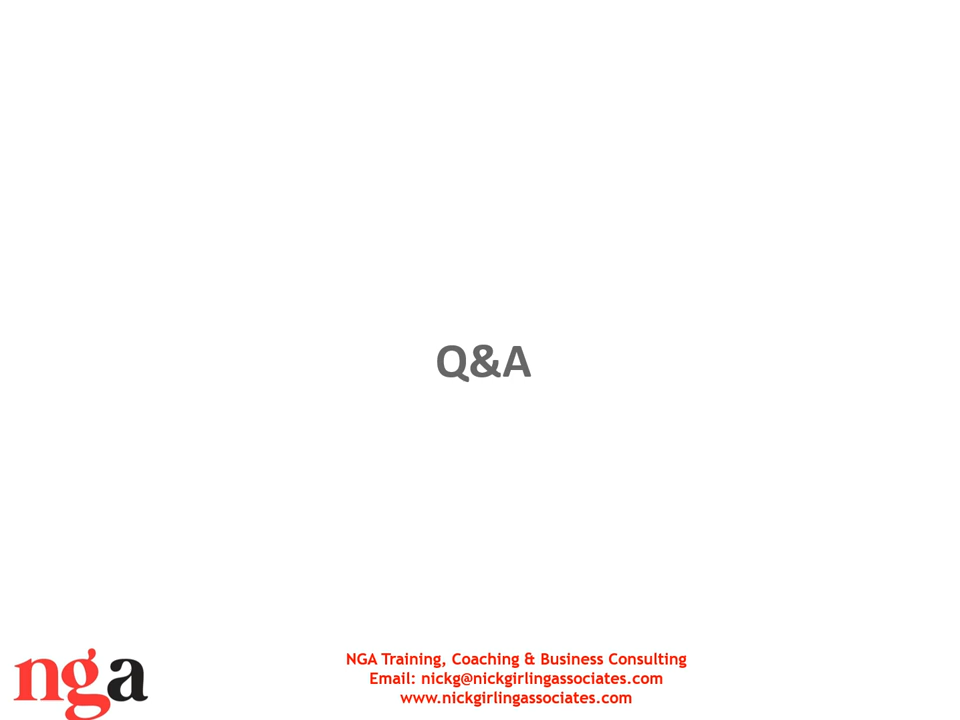 Q&A
nga
NGA Training, Coaching & Business Consulting
Email: nickg@nickgirlingassociates.com
www.nickgirlingassociates.com